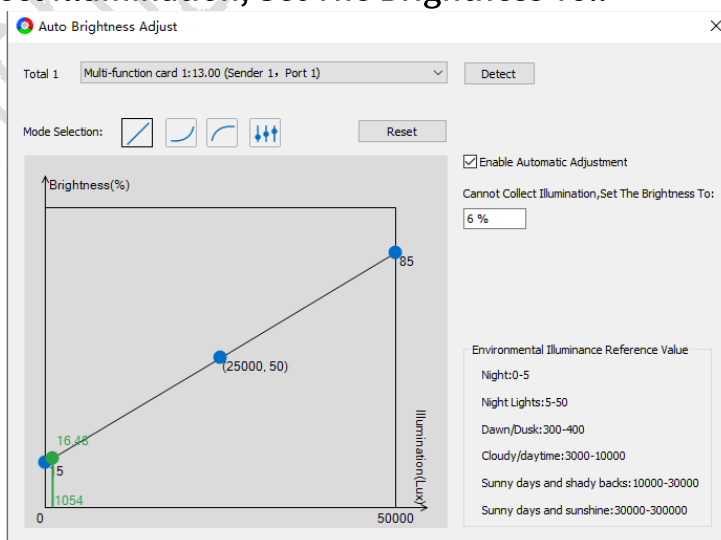 Auto Brightness Adjust
Total 1
Multi-function card 1:13.00 (Sender 1, Port 1)
Detect
Mode Selection:
Reset
Enable Automatic Adjustment
Cannot Collect Illumination,Set The Brightness To:
6 %
Brightness(%)
85
(25000, 50)
16.48
15
1054
0
50000
Illumination(Lux)
Environmental Illuminance Reference Value
Night:0-5
Night Lights:5-50
Dawn/Dusk:300-400
Cloudy/daytime:3000-10000
Sunny days and shady backs:10000-30000
Sunny days and sunshine:30000-300000